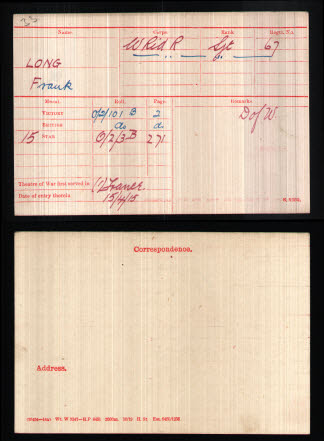 Name. Corps. Rank. Regtl. No.
W Rid R Sjt 67
LONG
Frank
Medal. Roll. Page. Remarks
VICTORY O/2/101 B 2 D of W.
BRITISH do. do.
15 STAR O/2/3 B 271
Theatre of War first served in (1) France
Date of entry therein 15/4/15
K.
Correspondence.
Address.